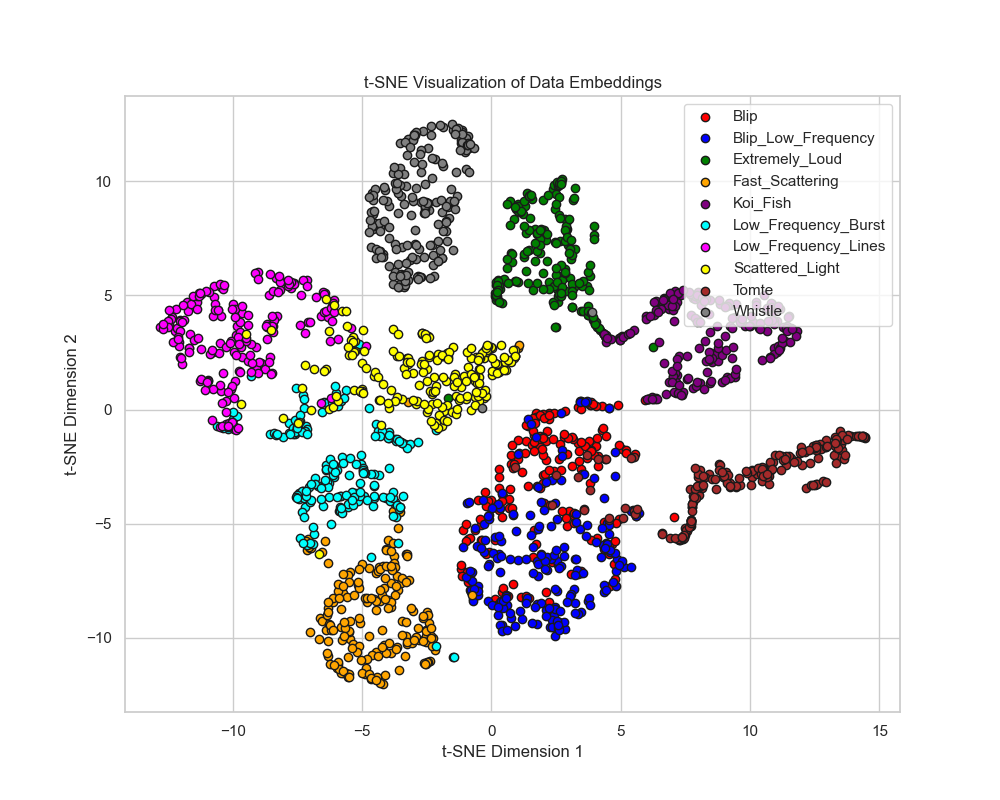 t-SNE Visualization of Data Embeddings
Blip
Blip_Low_Frequency
Extremely_Loud
Fast_Scattering
Koi_Fish
Low_Frequency_Burst
Low_Frequency_Lines
Scattered_Light
Tomte
Whistle
10
5
0
−5
−10
t-SNE Dimension 2
−10
−5
0
5
10
15
t-SNE Dimension 1